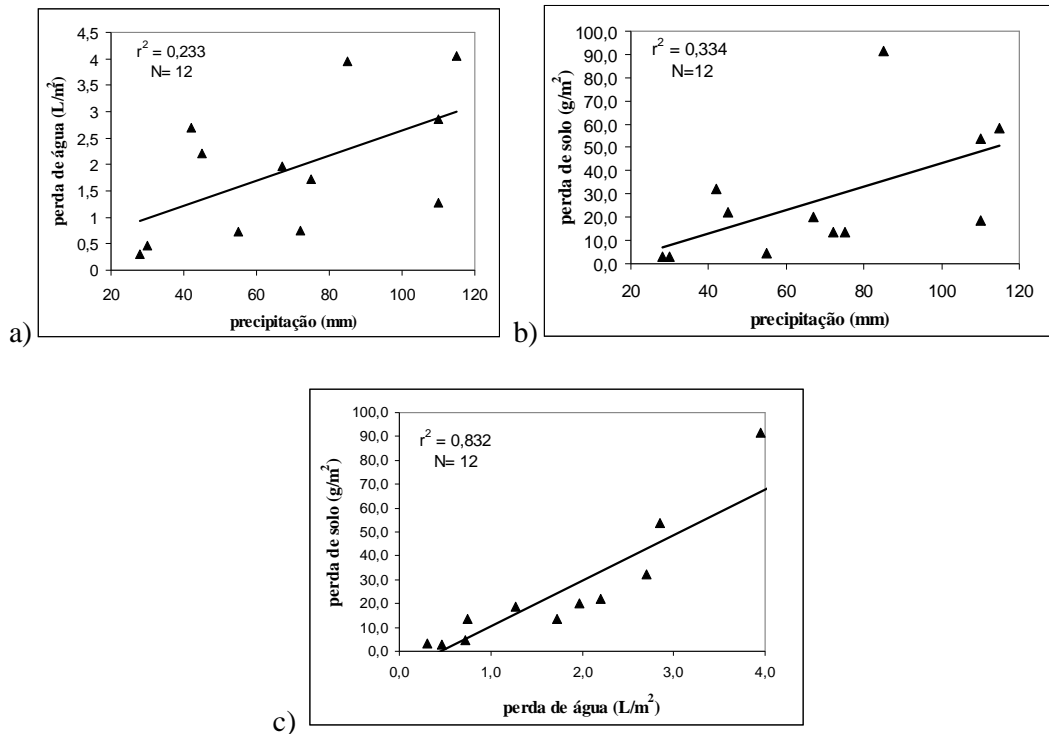 r² = 0,233
N= 12
perda de água (L/m²)
4,5
4
3,5
3
2,5
2
1,5
1
0,5
0
20 40 60 80 100 120
precipitação (mm)
a)
r² = 0,334
N=12
perda de solo (g/m²)
100,0
90,0
80,0
70,0
60,0
50,0
40,0
30,0
20,0
10,0
0,0
20 40 60 80 100 120
precipitação (mm)
b)
r² = 0,832
N= 12
perda de solo (g/m²)
100,0
90,0
80,0
70,0
60,0
50,0
40,0
30,0
20,0
10,0
0,0
0,0 1,0 2,0 3,0 4,0
perda de água (L/m²)
c)